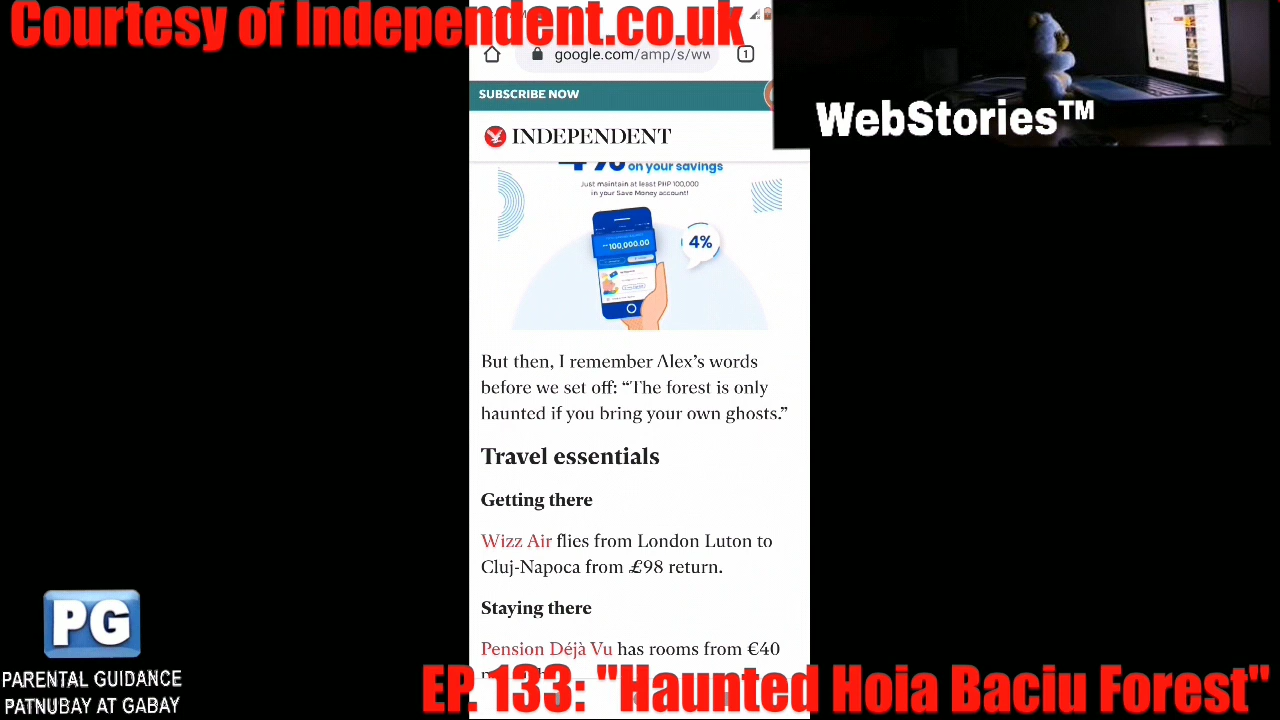 Courtesy of Independent.co.uk
google.com/amp/s/ww
1
SUBSCRIBE NOW
INDEPENDENT
WebStories™
4%
on your savings
Just maintain at least PHP 100,000
in your Save Money account!
100,000.00
4%
But then, I remember Alex's words
before we set off: “The forest is only
haunted if you bring your own ghosts.”
Travel essentials
Getting there
Wizz Air flies from London Luton to
Cluj-Napoca from £98 return.
Staying there
Pension Déjà Vu has rooms from €40
PG
PARENTAL GUIDANCE
PATNUBAY AT GABAY
EP. 133: "Haunted Hoia Baciu Forest"